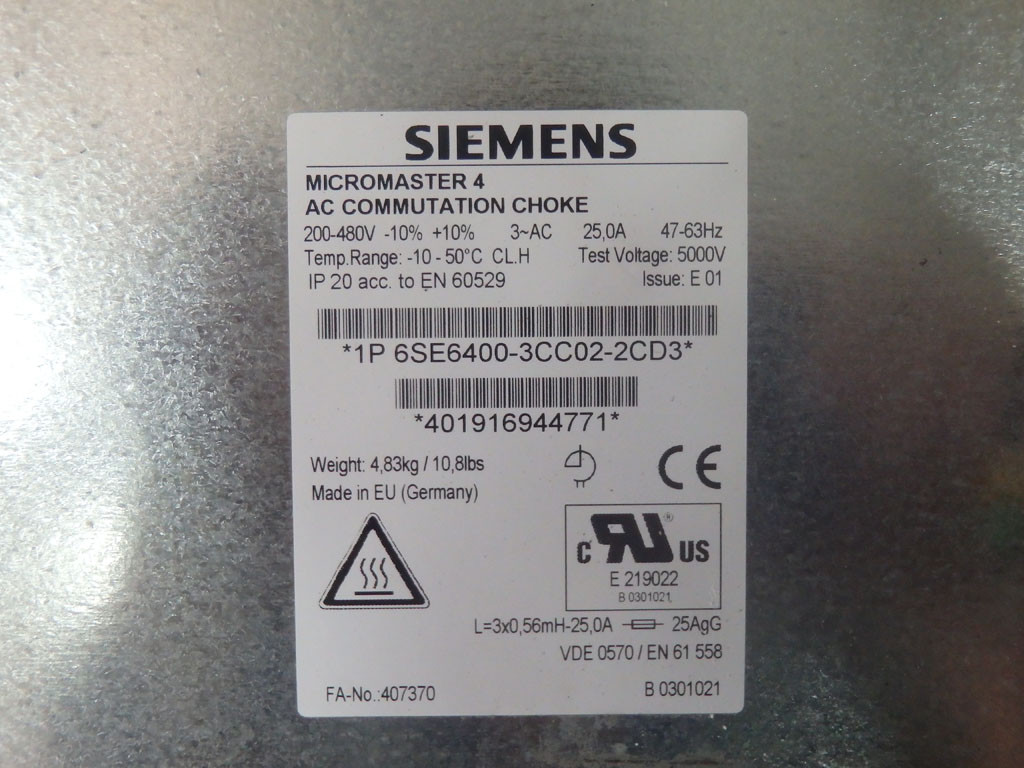 SIEMENS
MICROMASTER 4
AC COMMUTATION CHOKE
200-480V -10% +10% 3~AC 25,0A 47-63Hz
Temp.Range: -10 - 50°C CL.H Test Voltage: 5000V
IP 20 acc. to EN 60529 Issue: E 01
*1P 6SE6400-3CC02-2CD3*
*401916944771*
Weight: 4,83kg / 10,8lbs CE
Made in EU (Germany)
C RU ® US
E 219022
B 0301021
L=3x0,56mH-25,0A 25AgG
VDE 0570 / EN 61 558
FA-No.:407370 B 0301021